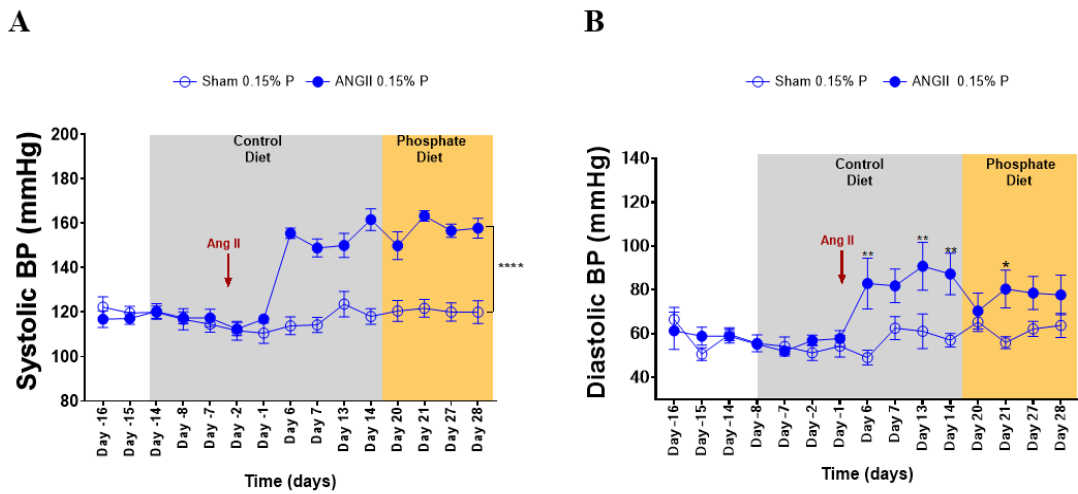 A
Sham 0.15% P
ANGII 0.15% P
Systolic BP (mmHg)
200
180
160
140
120
100
80
Control
Diet
Phosphate
Diet
Ang II
****
Day -16
Day -15
Day -14
Day -8
Day -7
Day -2
Day -1
Day 6
Day 7
Day 13
Day 14
Day 20
Day 21
Day 27
Day 28
Time (days)
B
Sham 0.15% P
ANGII 0.15% P
Diastolic BP (mmHg)
140
120
100
80
60
40
Control
Diet
Phosphate
Diet
Ang II
**
**
**
*
Day -16
Day -15
Day -14
Day -8
Day -7
Day -2
Day -1
Day 6
Day 7
Day 13
Day 14
Day 20
Day 21
Day 27
Day 28
Time (days)